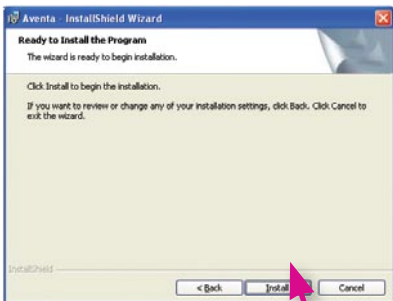 Aventa - InstallShield Wizard
Ready to Install the Program
The wizard is ready to begin installation.
Click Install to begin the installation.
If you want to review or change any of your installation settings, click Back. Click Cancel to
exit the wizard.
InstallShield
< Back Install Cancel